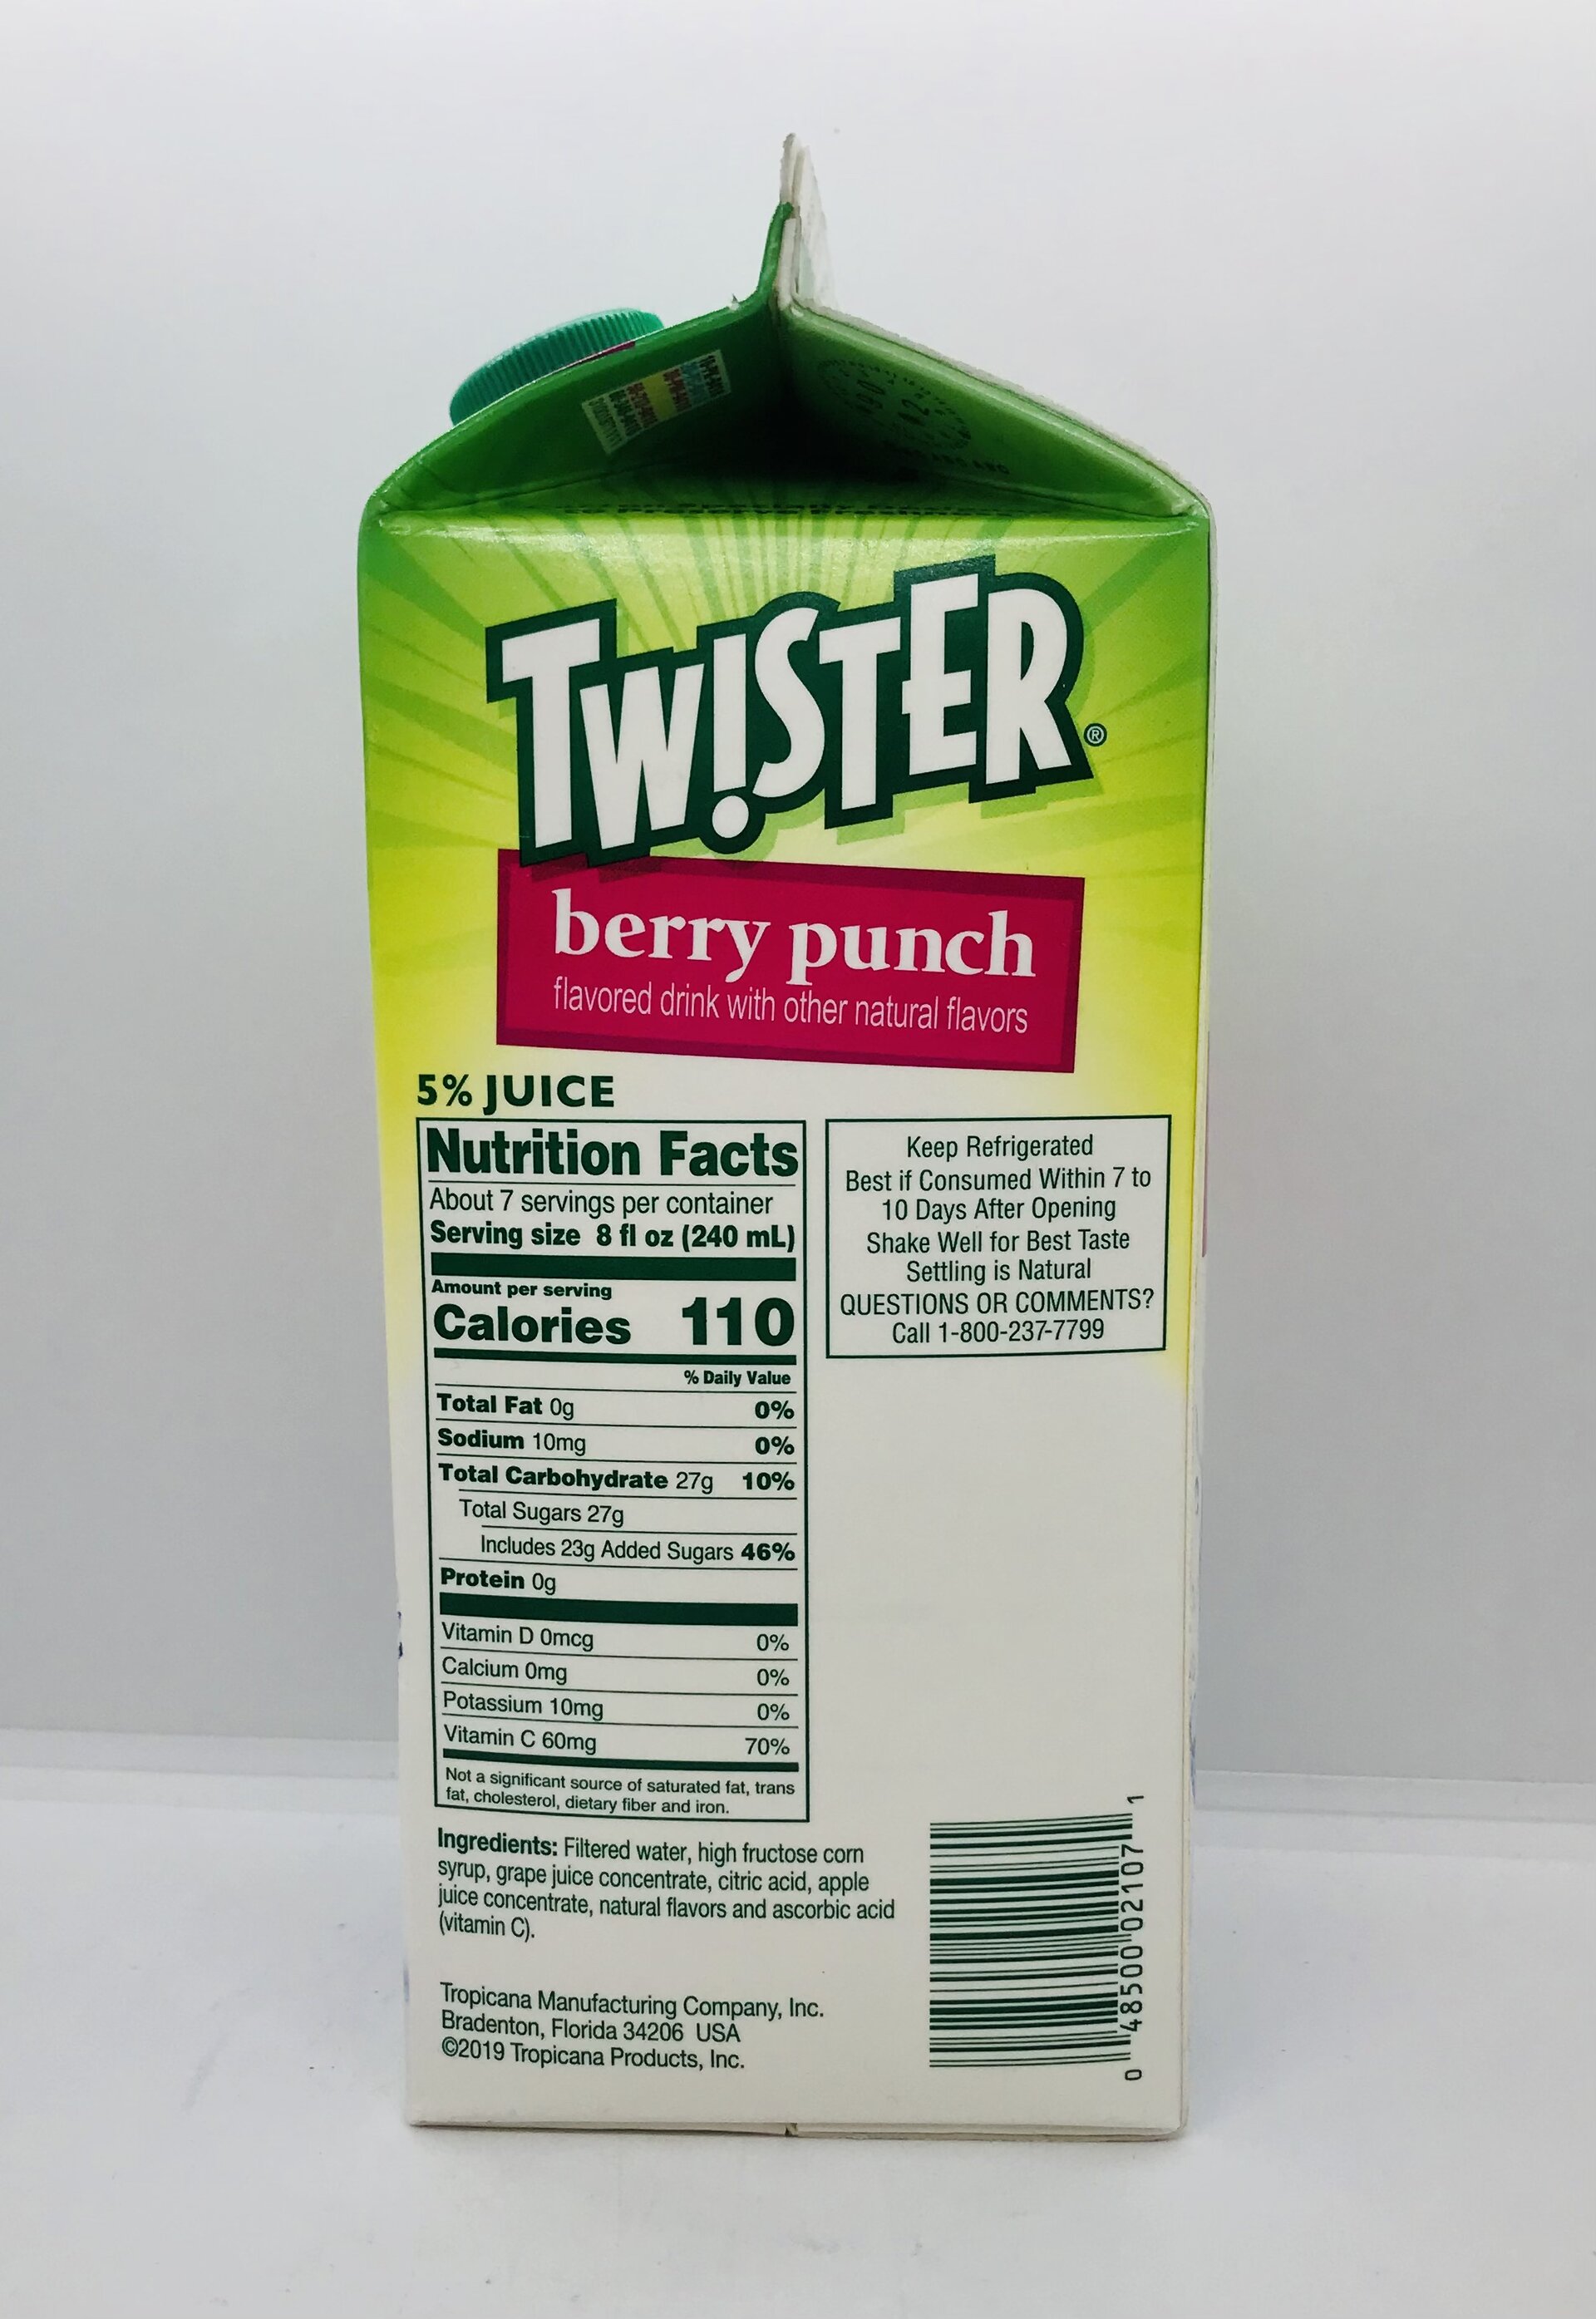 TW!STER®
berry punch
flavored drink with other natural flavors
5% JUICE
Nutrition Facts
About 7 servings per container
Serving size 8 fl oz (240 mL)
Amount per serving
Calories 110
% Daily Value
Total Fat 0g 0%
Sodium 10mg 0%
Total Carbohydrate 27g 10%
Total Sugars 27g
Includes 23g Added Sugars 46%
Protein 0g
Vitamin D 0mcg 0%
Calcium 0mg 0%
Potassium 10mg 0%
Vitamin C 60mg 70%
Not a significant source of saturated fat, trans
fat, cholesterol, dietary fiber and iron.
Keep Refrigerated
Best if Consumed Within 7 to
10 Days After Opening
Shake Well for Best Taste
Settling is Natural
QUESTIONS OR COMMENTS?
Call 1-800-237-7799
Ingredients: Filtered water, high fructose corn
syrup, grape juice concentrate, citric acid, apple
juice concentrate, natural flavors and ascorbic acid
(vitamin C).
Tropicana Manufacturing Company, Inc.
Bradenton, Florida 34206 USA
©2019 Tropicana Products, Inc.
0 48500 02107 1